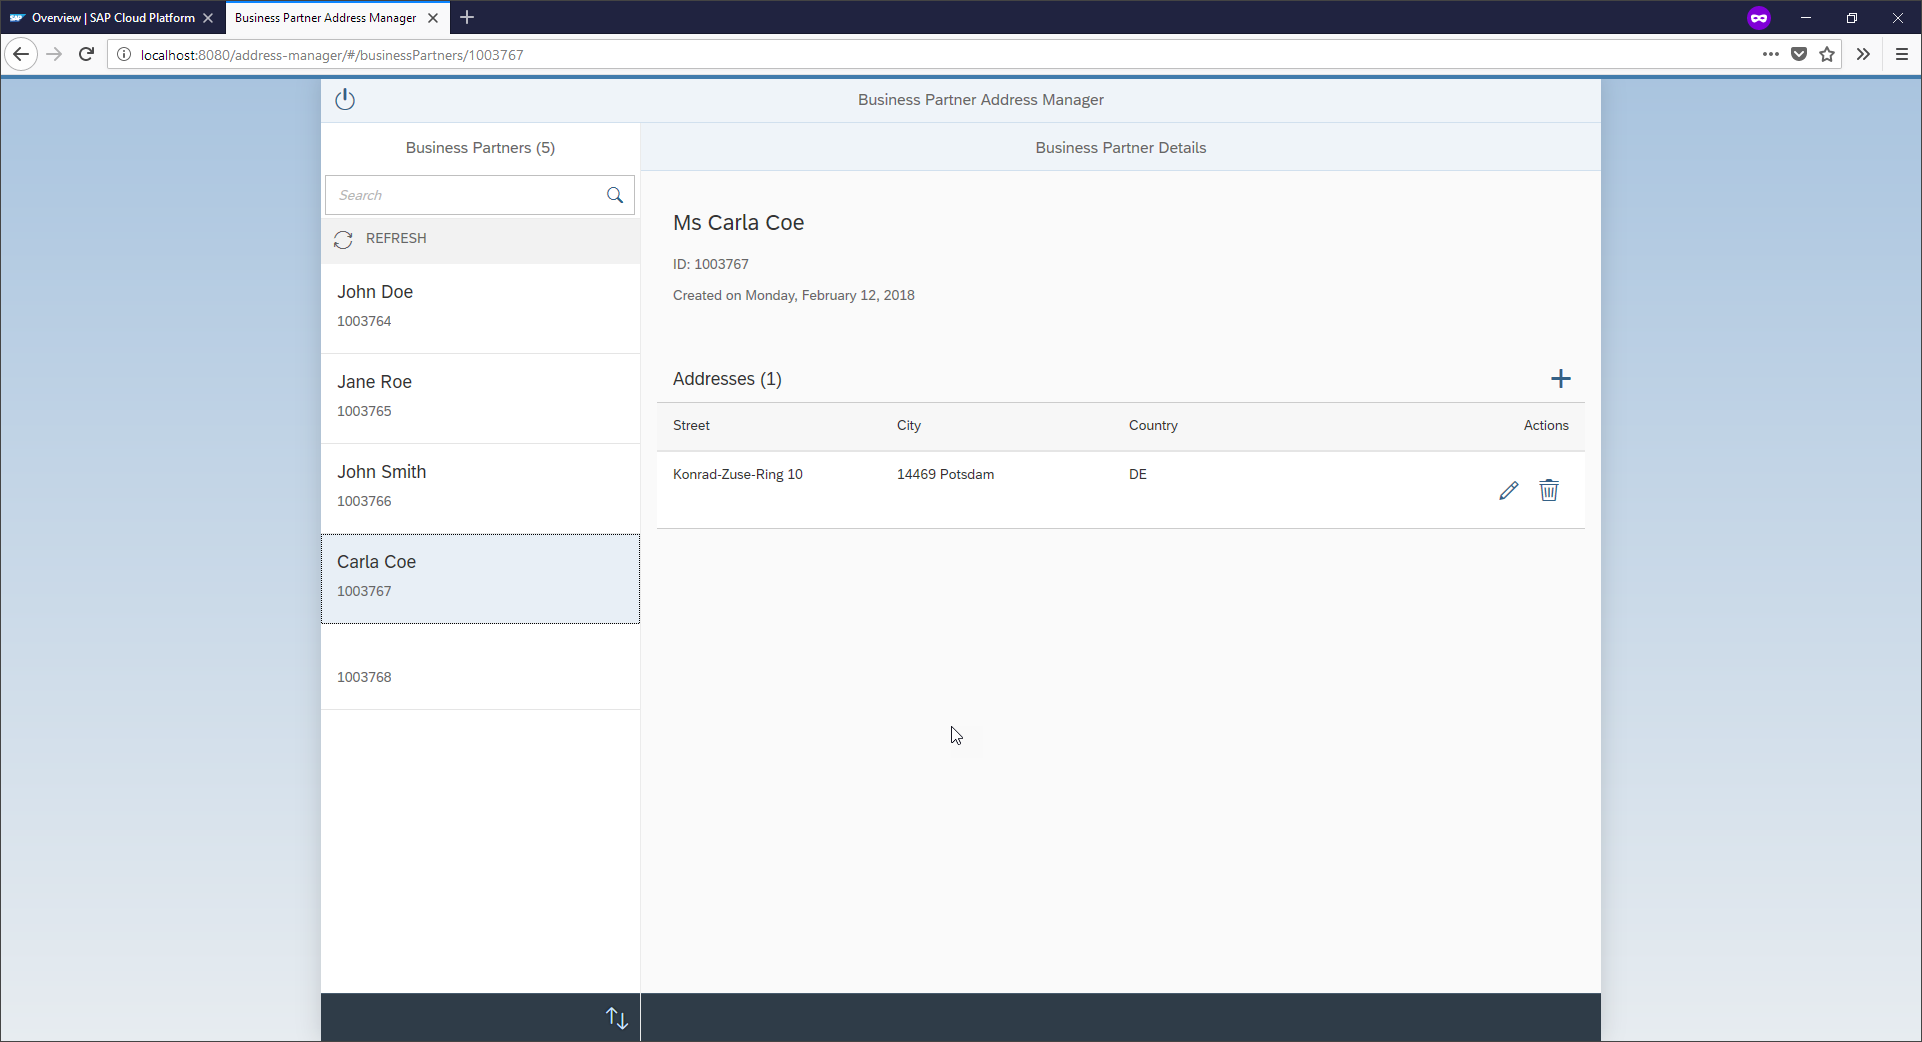 SAP Overview | SAP Cloud Platform
Business Partner Address Manager
localhost:8080/address-manager/#/businessPartners/1003767
Business Partner Address Manager
Business Partners (5)
Business Partner Details
Search
REFRESH
John Doe
1003764
Jane Roe
1003765
John Smith
1003766
Carla Coe
1003767
1003768
Ms Carla Coe
ID: 1003767
Created on Monday, February 12, 2018
Addresses (1)
Street City Country Actions
Konrad-Zuse-Ring 10 14469 Potsdam DE